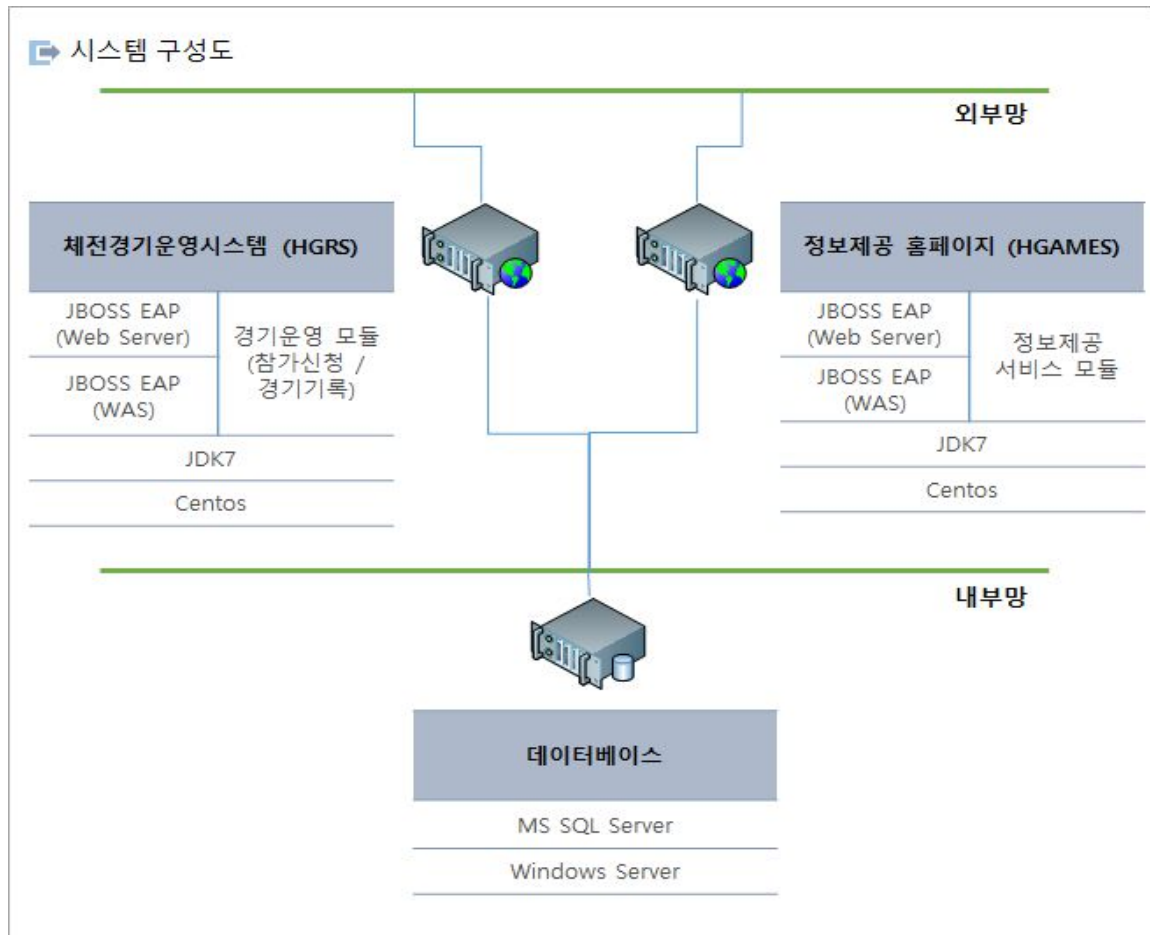 시스템 구성도
외부망
체전경기운영시스템 (HGRS)
JBOSS EAP
(Web Server)
JBOSS EAP
(WAS)
경기운영 모듈
(참가신청 /
경기기록)
JDK7
Centos
정보제공 홈페이지 (HGAMES)
JBOSS EAP
(Web Server)
JBOSS EAP
(WAS)
정보제공
서비스 모듈
JDK7
Centos
내부망
데이터베이스
MS SQL Server
Windows Server